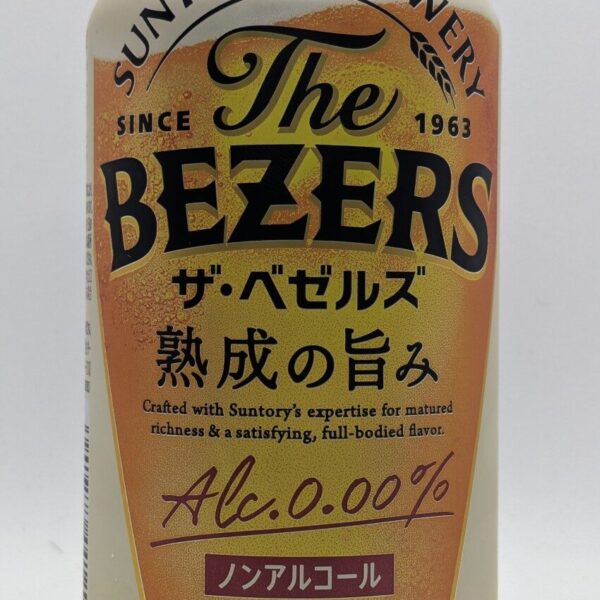 The
SINCE 1963
BEZERS
ザ・ベゼルズ
熟成の旨み
Crafted with Suntory's expertise for matured
richness & a satisfying, full-bodied flavor.
Alc.0.00%
ノンアルコール